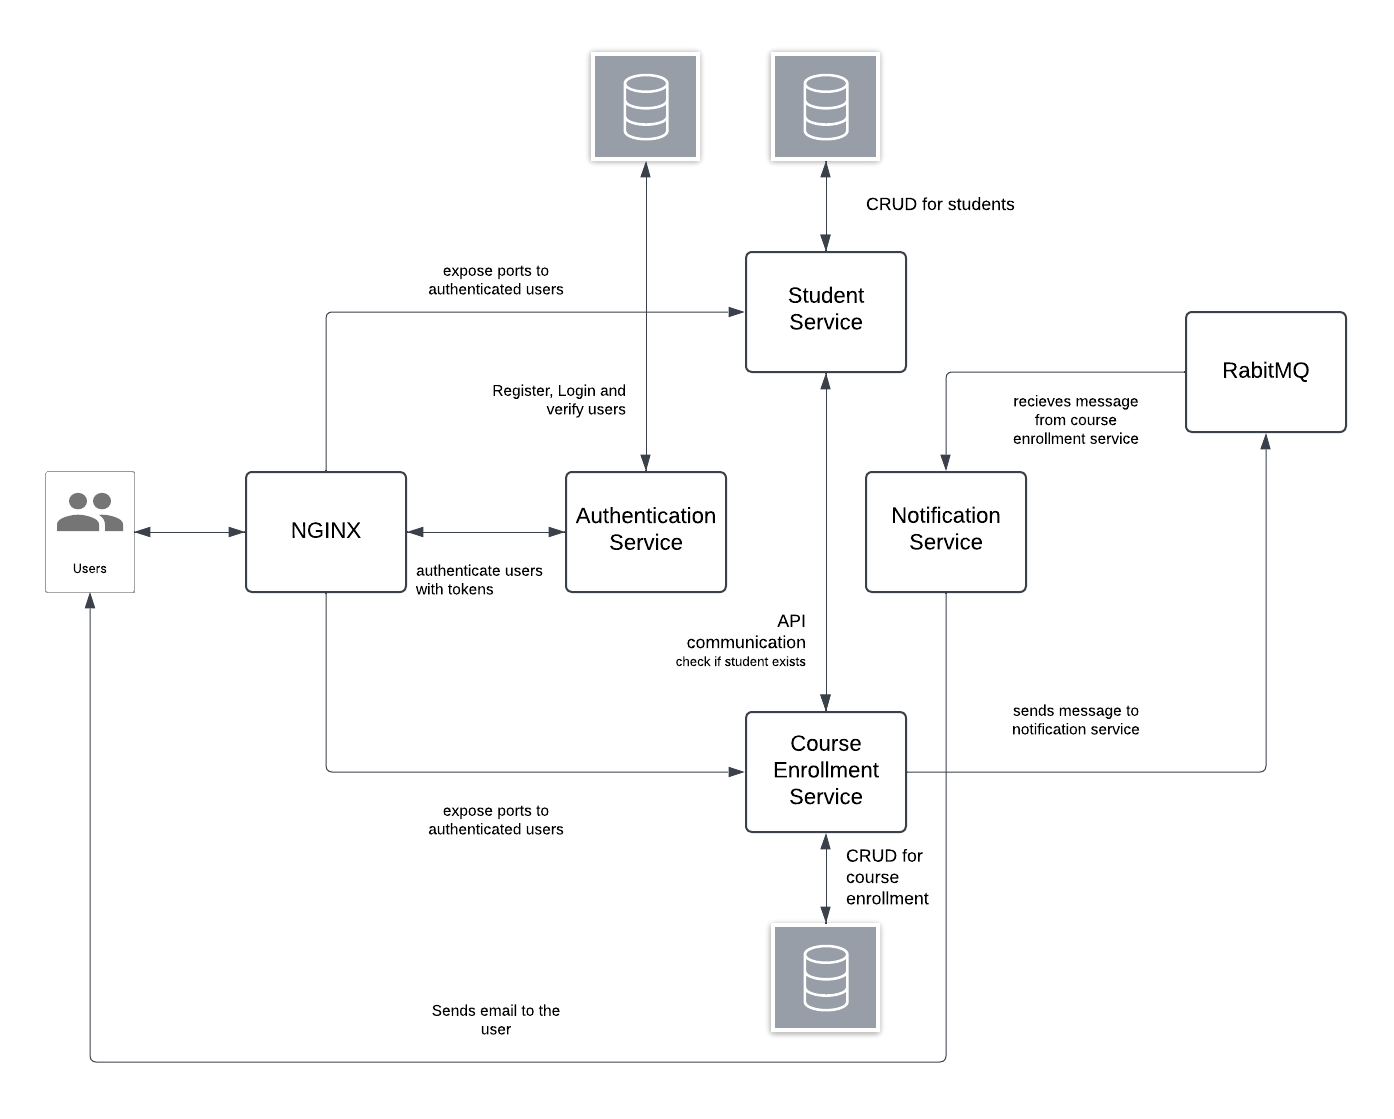 CRUD for students
expose ports to
authenticated users
Student
Service
RabitMQ
Register, Login and
verify users
recieves message
from course
enrollment service
Users
NGINX
Authentication
Service
Notification
Service
authenticate users
with tokens
API
communication
check if student exists
sends message to
notification service
Course
Enrollment
Service
expose ports to
authenticated users
CRUD for
course
enrollment
Sends email to the
user